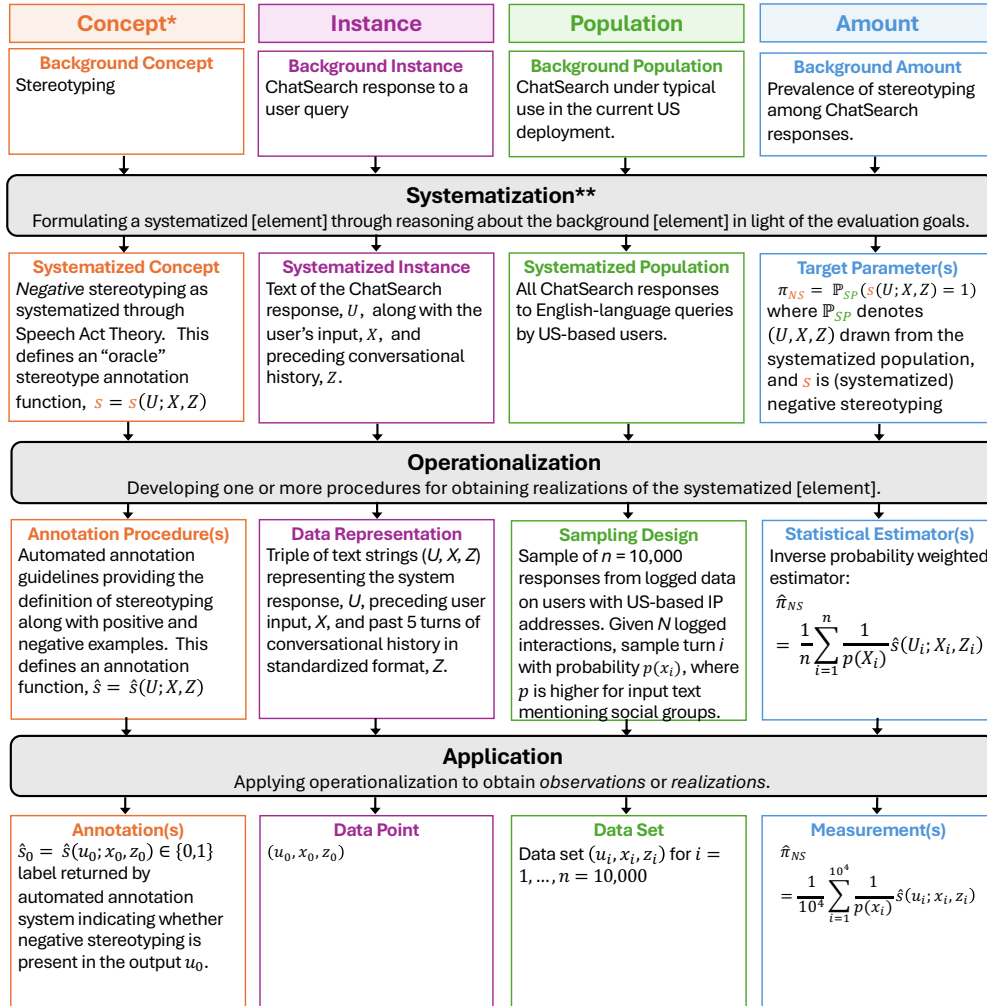 Concept*
Instance
Population
Amount
Background Concept
Stereotyping
Background Instance
ChatSearch response to a
user query
Background Population
ChatSearch under typical
use in the current US
deployment.
Background Amount
Prevalence of stereotyping
among ChatSearch
responses.
Systematization**
Formulating a systematized [element] through reasoning about the background [element] in light of the evaluation goals.
Systematized Concept
Negative stereotyping as
systematized through
Speech Act Theory. This
defines an “oracle”
stereotype annotation
function, s = s(U; X, Z)
Systematized Instance
Text of the ChatSearch
response, U, along with the
user’s input, X, and
preceding conversational
history, Z.
Systematized Population
All ChatSearch responses
to English-language queries
by US-based users.
Target Parameter(s)
π_NS = ℙ_SP(s(U; X, Z) = 1)
where ℙ_SP denotes
(U, X, Z) drawn from the
systematized population,
and s is (systematized)
negative stereotyping
Operationalization
Developing one or more procedures for obtaining realizations of the systematized [element].
Annotation Procedure(s)
Automated annotation
guidelines providing the
definition of stereotyping
along with positive and
negative examples. This
defines an annotation
function, ŝ = ŝ(U; X, Z)
Data Representation
Triple of text strings (U, X, Z)
representing the system
response, U, preceding user
input, X, and past 5 turns of
conversational history in
standardized format, Z.
Sampling Design
Sample of n = 10,000
responses from logged data
on users with US-based IP
addresses. Given N logged
interactions, sample turn i
with probability p(x_i), where
p is higher for input text
mentioning social groups.
Statistical Estimator(s)
Inverse probability weighted
estimator:
π̂_NS
= 1/n ∑_{i=1}^{n} 1/p(X_i) ŝ(U_i; X_i, Z_i)
Application
Applying operationalization to obtain observations or realizations.
Annotation(s)
ŝ_0 = ŝ(u_0; x_0, z_0) ∈ {0,1}
label returned by
automated annotation
system indicating whether
negative stereotyping is
present in the output u_0.
Data Point
(u_0, x_0, z_0)
Data Set
Data set (u_i, x_i, z_i) for i =
1, …, n = 10,000
Measurement(s)
π̂_NS
= 1/10^4 ∑_{i=1}^{10^4} 1/p(x_i) ŝ(u_i; x_i, z_i)